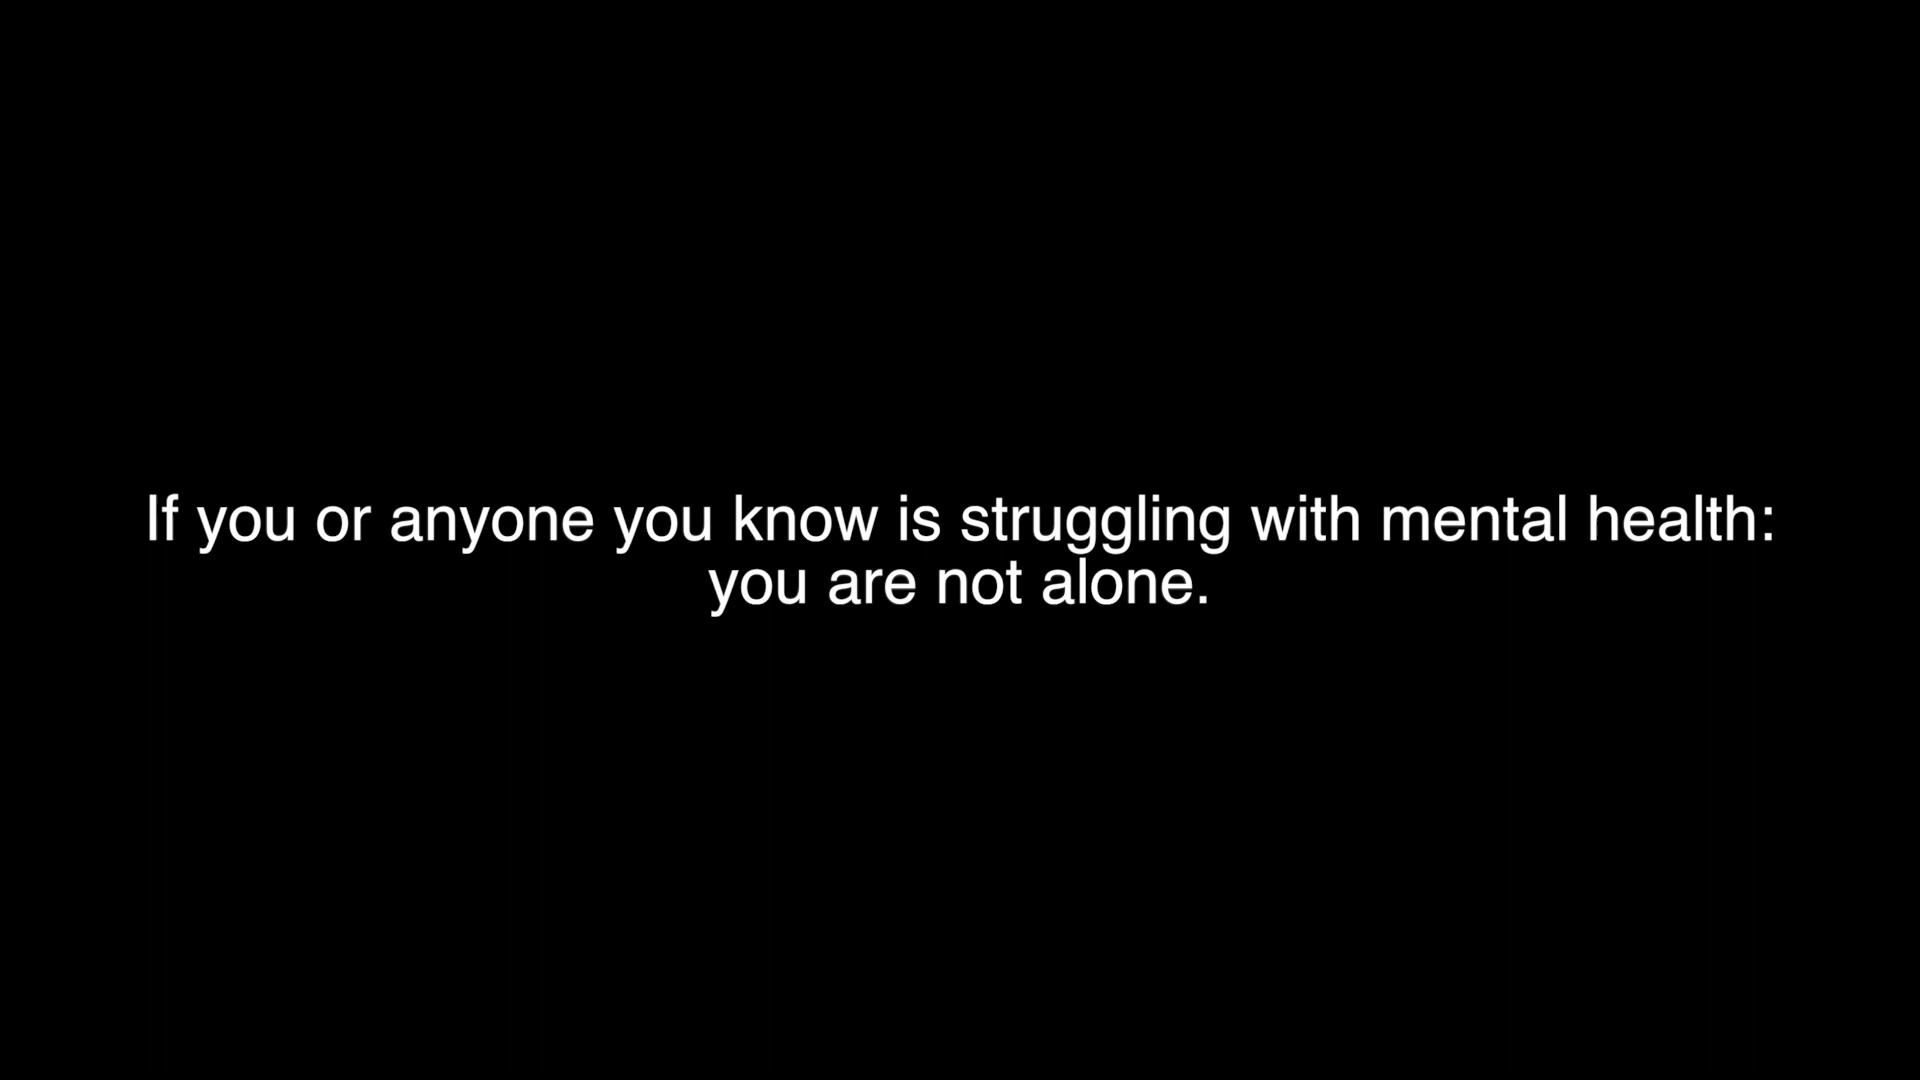 If you or anyone you know is struggling with mental health:
you are not alone.